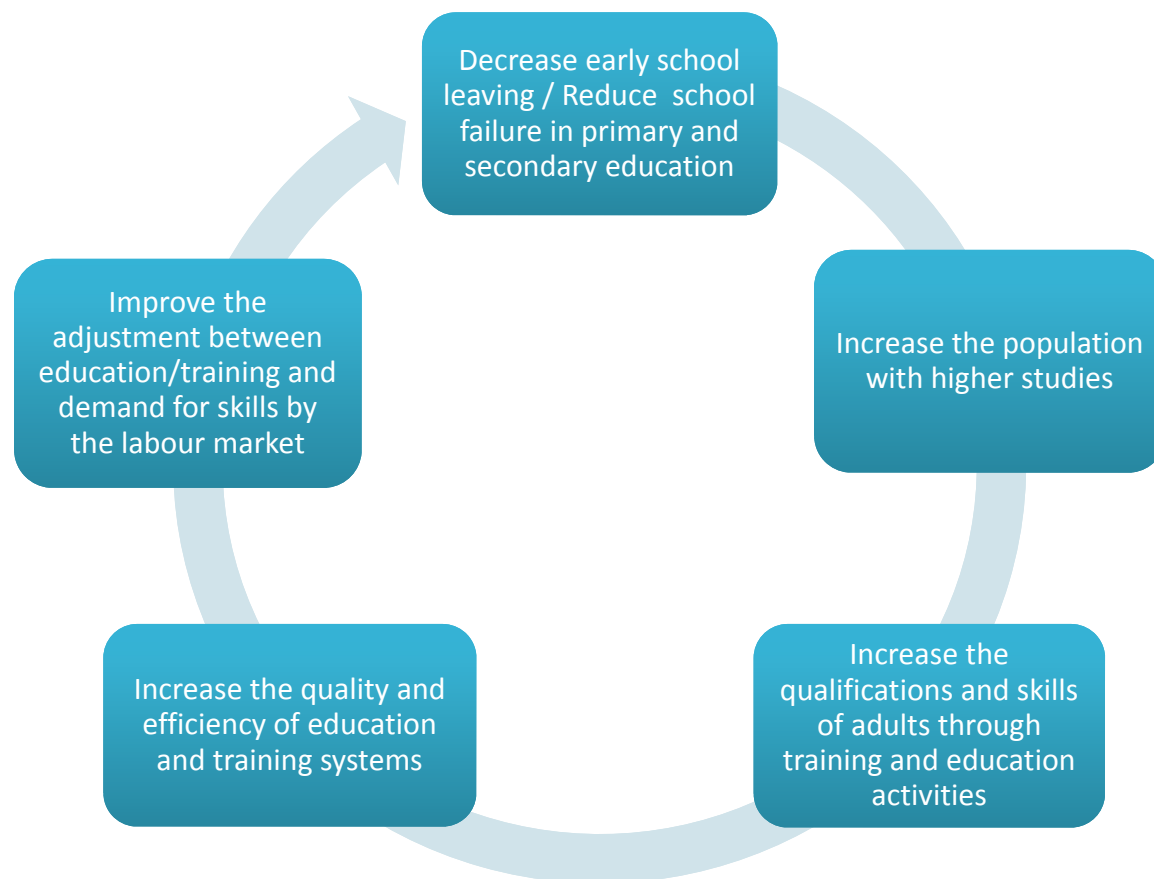 Decrease early school
leaving / Reduce  school
failure in primary and
secondary education
Increase the population
with higher studies
Increase the
qualifications and skills
of adults through
training and education
activities
Increase the quality and
efficiency of education
and training systems
Improve the
adjustment between
education/training and
demand for skills by
the labour market